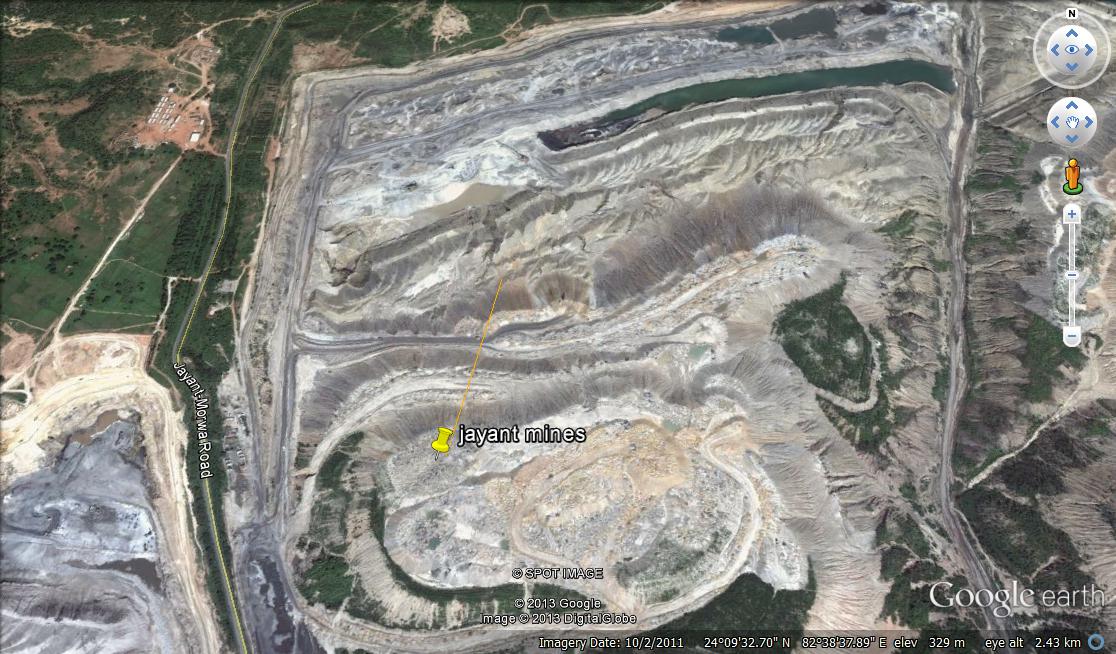 N
Jayant-Morwa Road
jayant mines
© SPOT IMAGE
© 2013 Google
Image © 2013 DigitalGlobe
Google earth
Imagery Date: 10/2/2011 24°09'32.70" N 82°38'37.89" E elev 329 m eye alt 2.43 km